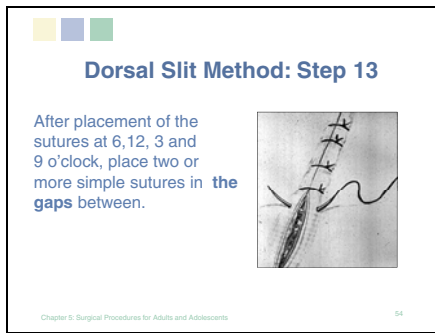 Dorsal Slit Method: Step 13
After placement of the
sutures at 6,12, 3 and
9 o'clock, place two or
more simple sutures in the
gaps between.
Chapter 5: Surgical Procedures for Adults and Adolescents
54